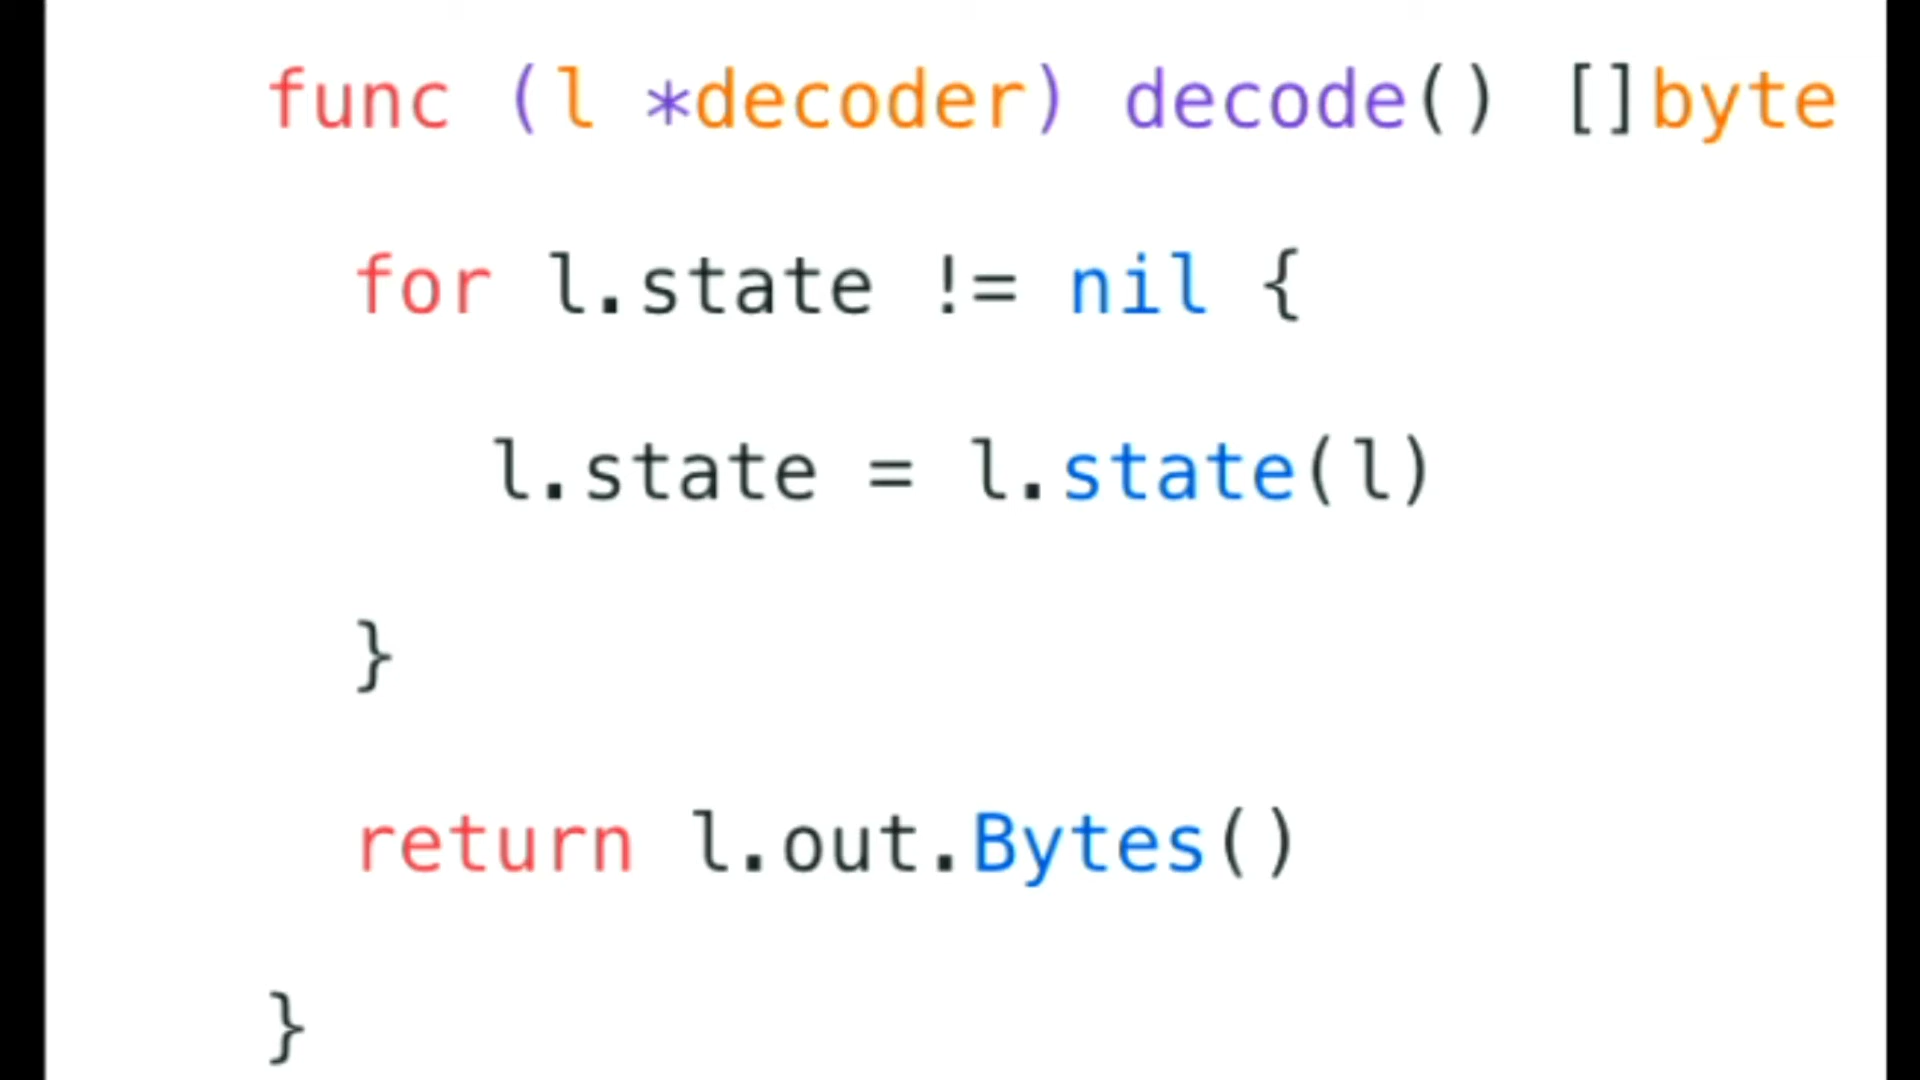 func (l *decoder) decode() []byte
for l.state != nil {
l.state = l.state(l)
}
return l.out.Bytes()
}